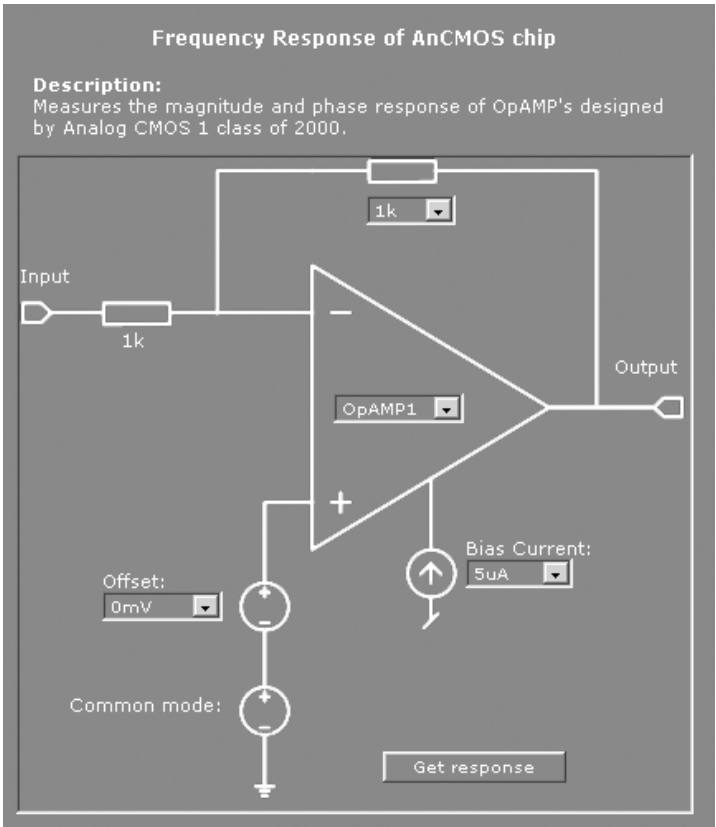 Frequency Response of AnCMOS chip
Description:
Measures the magnitude and phase response of OpAMP's designed
by Analog CMOS 1 class of 2000.
1k
Input
1k
−
Output
OpAMP1
+
Bias Current:
5uA
Offset:
0mV
+
−
Common mode:
+
−
Get response